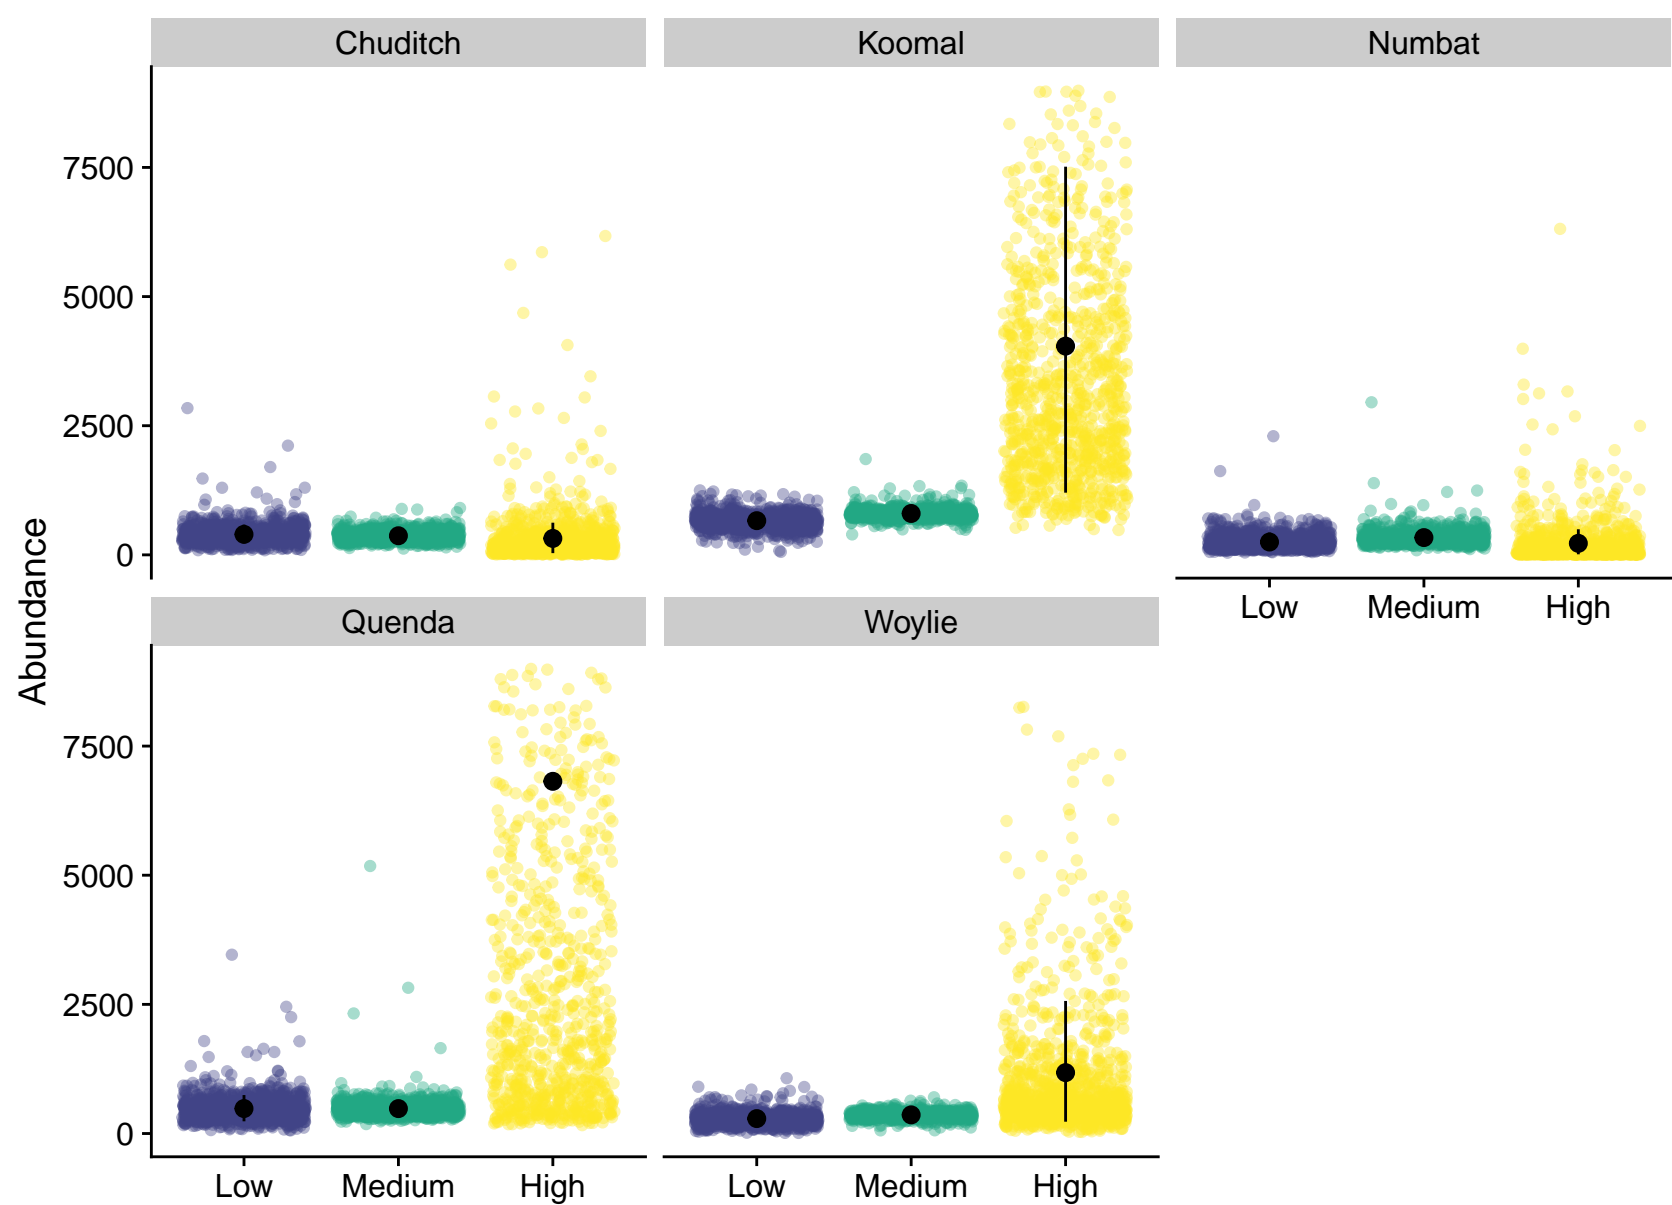 Chuditch Koomal Numbat
7500
5000
2500
0
Low Medium High
Abundance
Quenda Woylie
7500
5000
2500
0
Low Medium High Low Medium High